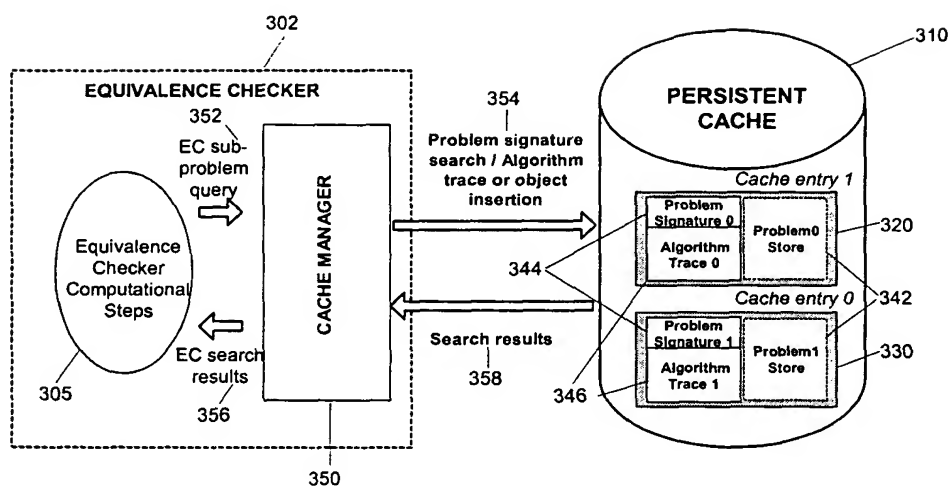 302
310
EQUIVALENCE CHECKER
352
EC sub-
problem
query
Equivalence
Checker
Computational
Steps
305
EC search
results
356
CACHE MANAGER
350
354
Problem signature
search / Algorithm
trace or object
insertion
Search results
358
PERSISTENT
CACHE
Cache entry 1
Problem
Signature 0
Algorithm
Trace 0
Problem0
Store
320
344
342
Cache entry 0
Problem
Signature 1
Algorithm
Trace 1
Problem1
Store
330
346